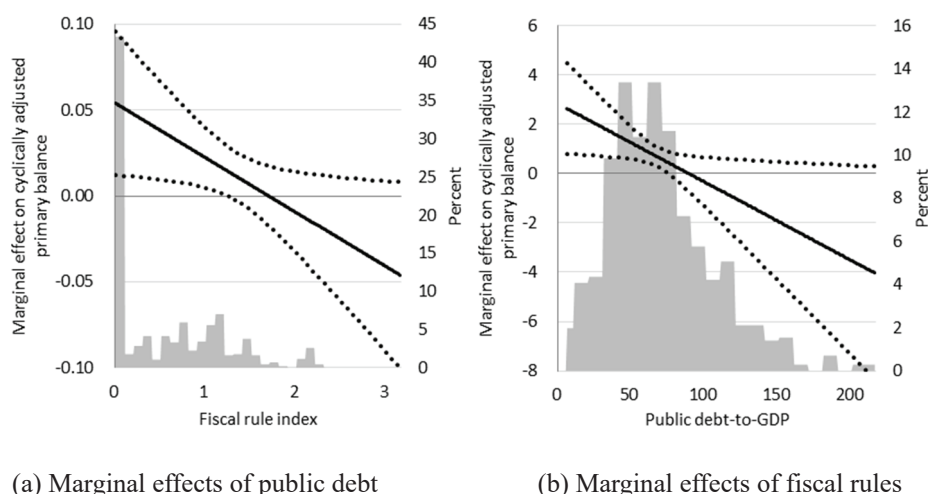 Marginal effect on cyclically adjusted
primary balance
0.10
0.05
0.00
-0.05
-0.10
45
40
35
30
25
20
15
10
5
0
Percent
0 1 2 3
Fiscal rule index
(a) Marginal effects of public debt
Marginal effect on cyclically adjusted
primary balance
6
4
2
0
-2
-4
-6
-8
16
14
12
10
8
6
4
2
0
Percent
0 50 100 150 200
Public debt-to-GDP
(b) Marginal effects of fiscal rules